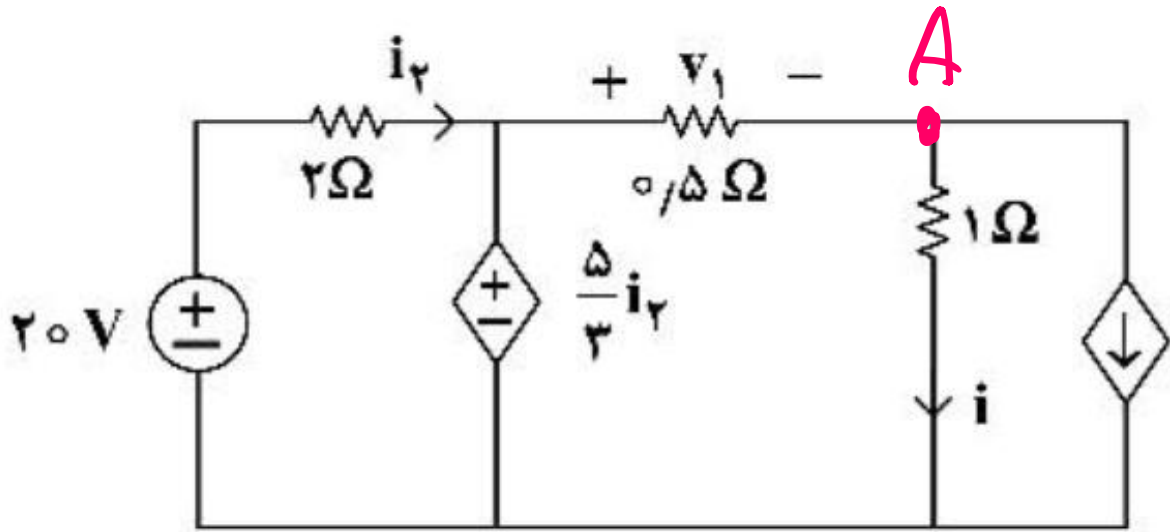 A
i۲
+ v۱ −
۲Ω
۰/۵ Ω
۱Ω
۲۰ V
+ −
+ −
۵/۳ i۲
i